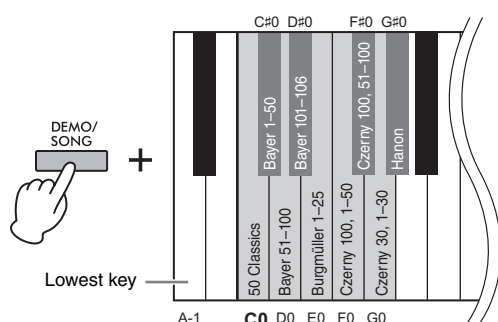 C#0 D#0 F#0 G#0
DEMO/
SONG
+
Bayer 1–50
Bayer 101–106
Czerny 100, 51–100
Hanon
50 Classics
Bayer 51–100
Burgmüller 1–25
Czerny 100, 1–50
Czerny 30, 1–30
Lowest key
A-1 C0 D0 E0 F0 G0